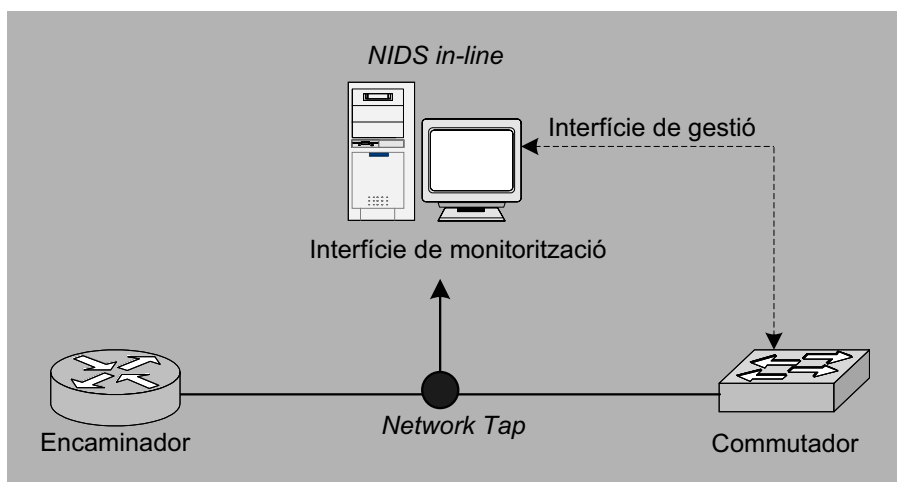 NIDS in-line
Interfície de gestió
Interfície de monitorització
Encaminador
Network Tap
Commutador